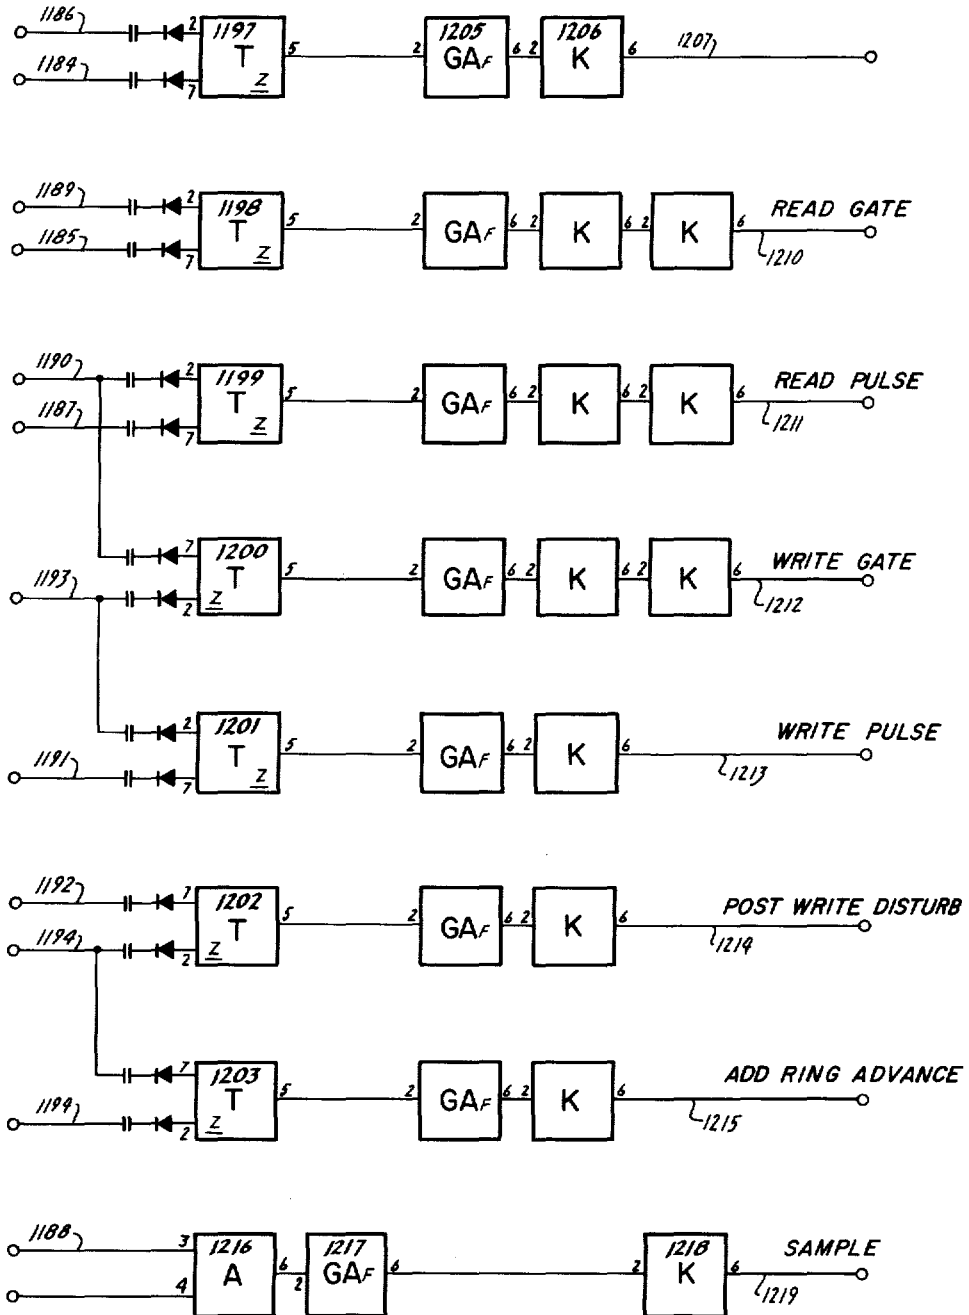 1186 2 1197 5 2 1205 6 2 1206 6 1207
T GAF K
1184 7 Z
1189 2 1198 5 2 6 2 6 2 6 READ GATE
T GAF K K
1185 7 Z 1210
1190 2 1199 5 2 6 2 6 2 6 READ PULSE
T GAF K K
1187 7 Z 1211
7 1200 5 2 6 2 6 2 6 WRITE GATE
1193 T GAF K K
2 Z 1212
2 1201 5 2 6 2 6 WRITE PULSE
T GAF K
1191 7 Z 1213
1192 7 1202 5 2 6 2 6 POST WRITE DISTURB
T GAF K
1194 2 Z 1214
7 1203 5 2 6 2 6 ADD RING ADVANCE
T GAF K
1194 2 Z 1215
1188 3 1216 6 2 1217 6 2 1218 6 SAMPLE
4 A GAF K 1219